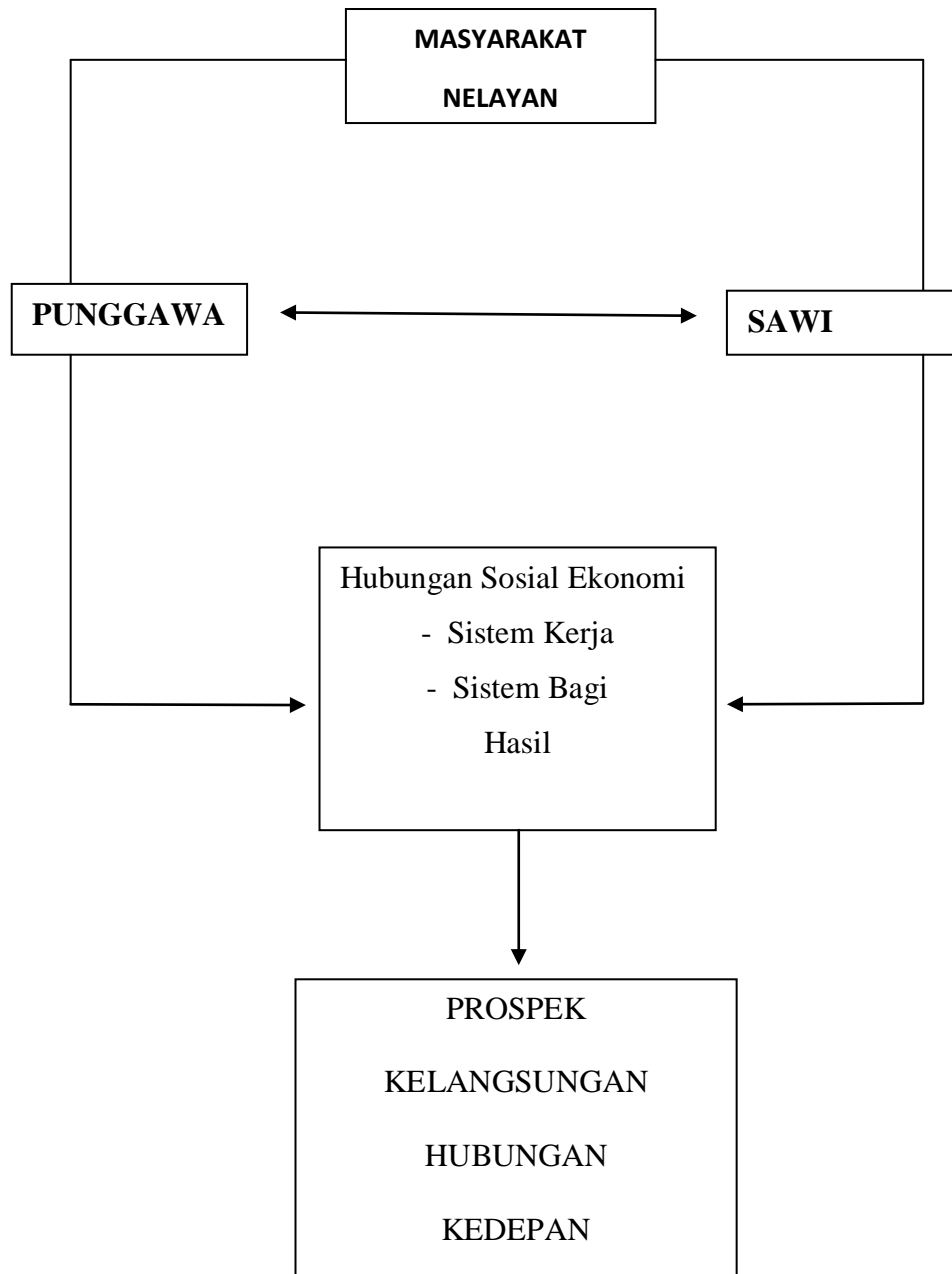 MASYARAKAT
NELAYAN
PUNGGAWA
SAWI
Hubungan Sosial Ekonomi
- Sistem Kerja
- Sistem Bagi
Hasil
PROSPEK
KELANGSUNGAN
HUBUNGAN
KEDEPAN